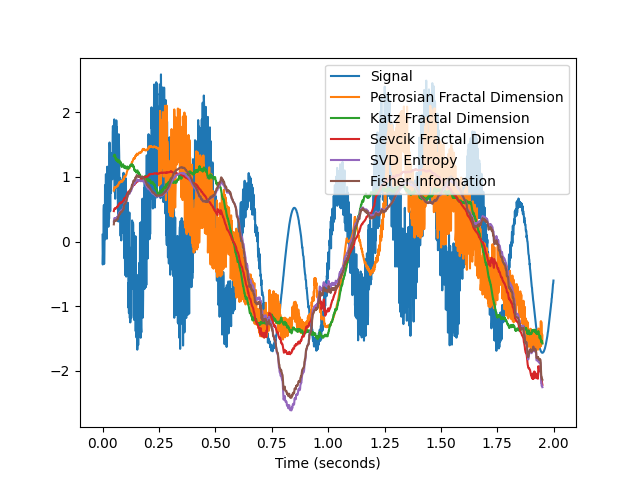 Signal
Petrosian Fractal Dimension
Katz Fractal Dimension
Sevcik Fractal Dimension
SVD Entropy
Fisher Information
2
1
0
−1
−2
0.00 0.25 0.50 0.75 1.00 1.25 1.50 1.75 2.00
Time (seconds)